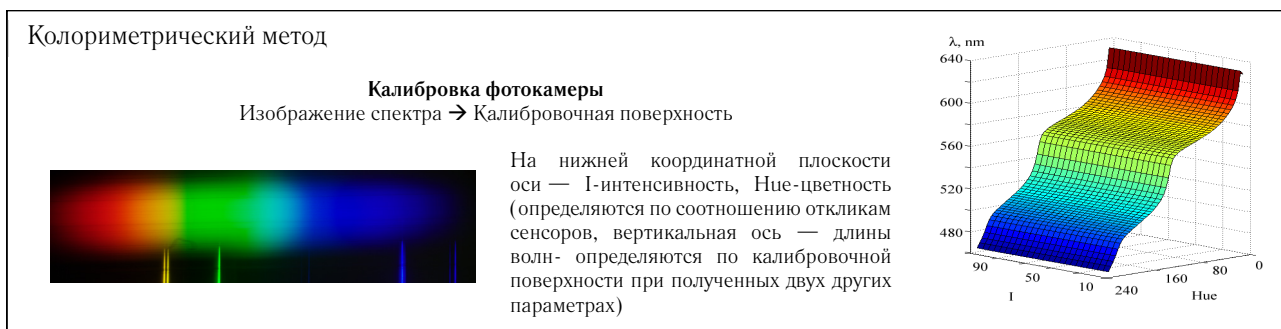 Колориметрический метод
Калибровка фотокамеры
Изображение спектра → Калибровочная поверхность
На нижней координатной плоскости
оси — I-интенсивность, Hue-цветность
(определяются по соотношению откликам
сенсоров, вертикальная ось — длины
волн- определяются по калибровочной
поверхности при полученных двух других
параметрах)
λ, nm
640
600
560
520
480
90
50
10
I
240
160
80
0
Hue